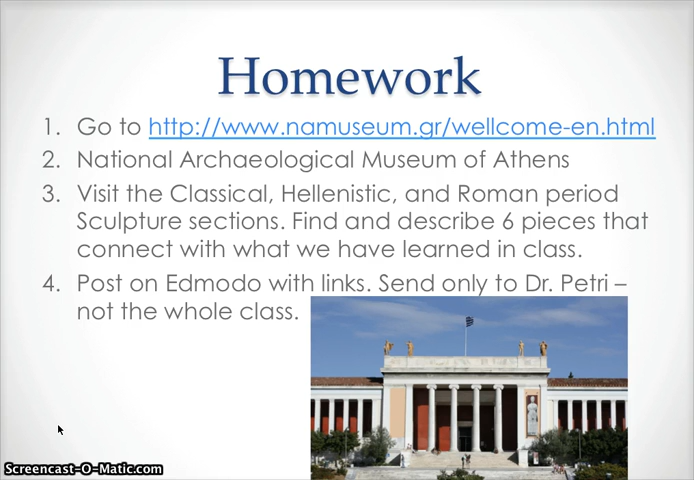 Homework
1. Go to http://www.namuseum.gr/wellcome-en.html
2. National Archaeological Museum of Athens
3. Visit the Classical, Hellenistic, and Roman period
Sculpture sections. Find and describe 6 pieces that
connect with what we have learned in class.
4. Post on Edmodo with links. Send only to Dr. Petri –
not the whole class.
Screencast-O-Matic.com